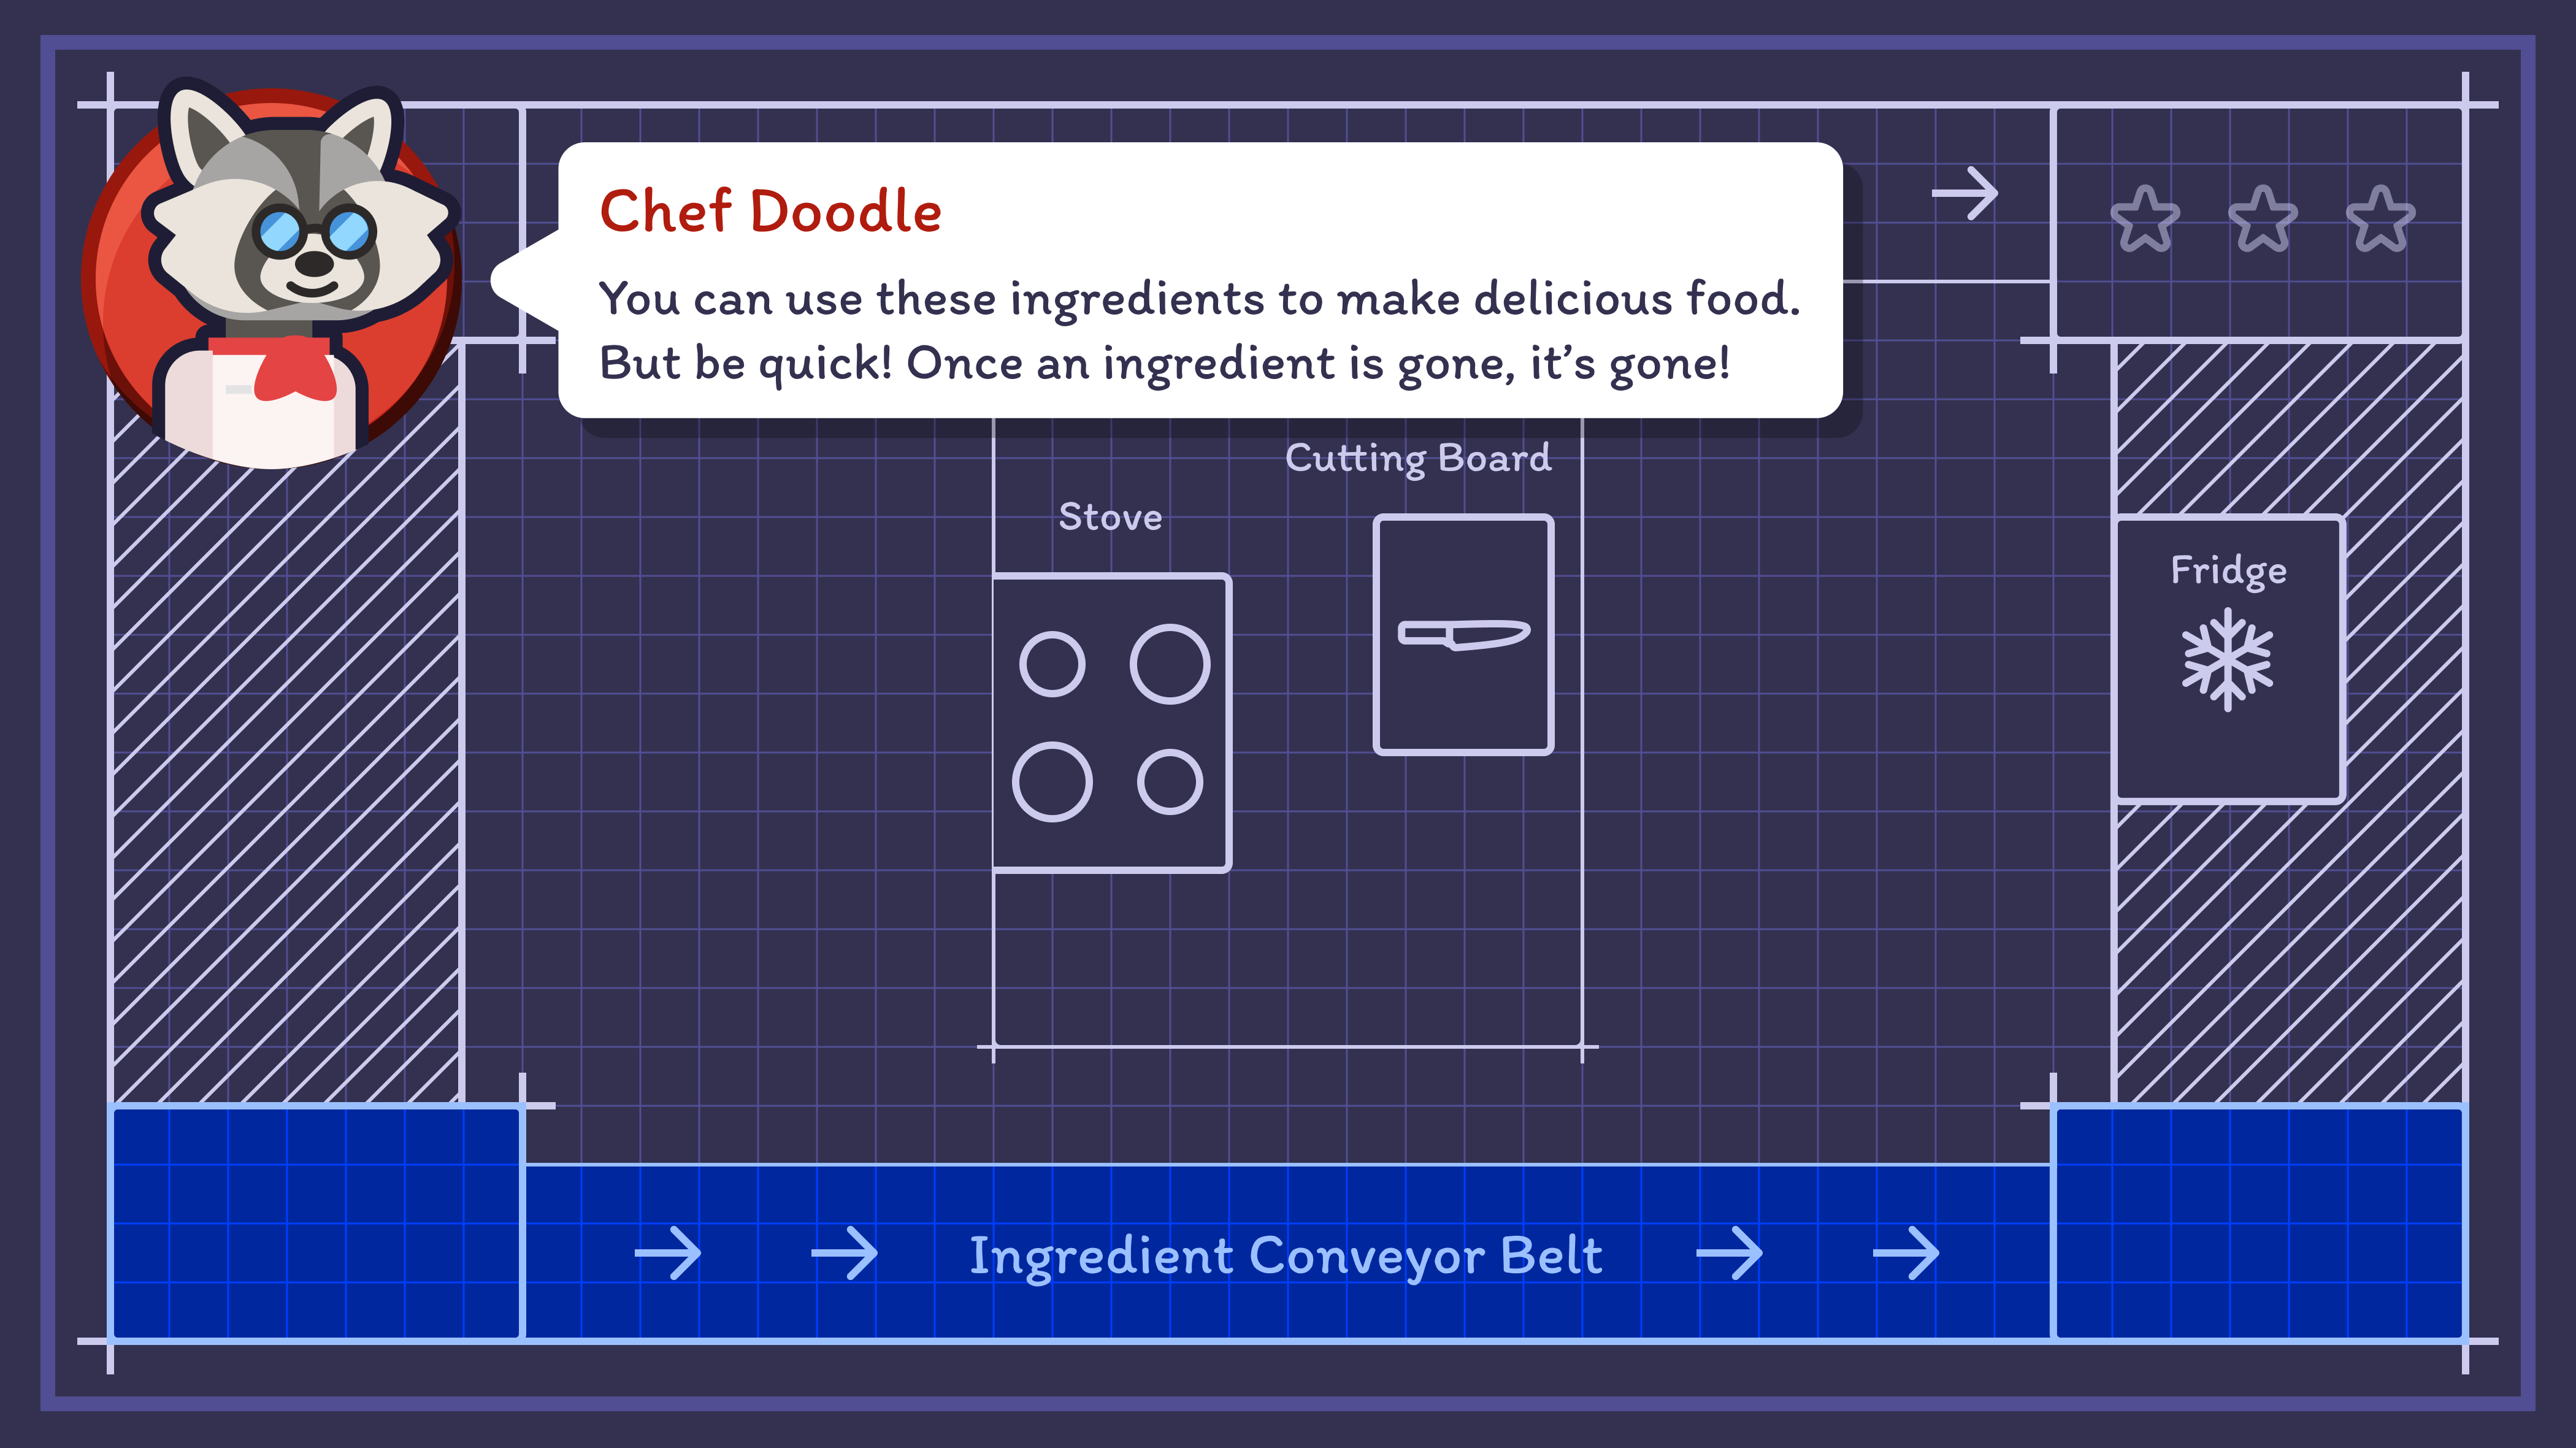 Chef Doodle
You can use these ingredients to make delicious food.
But be quick! Once an ingredient is gone, it’s gone!
Cutting Board
Stove
Fridge
Ingredient Conveyor Belt